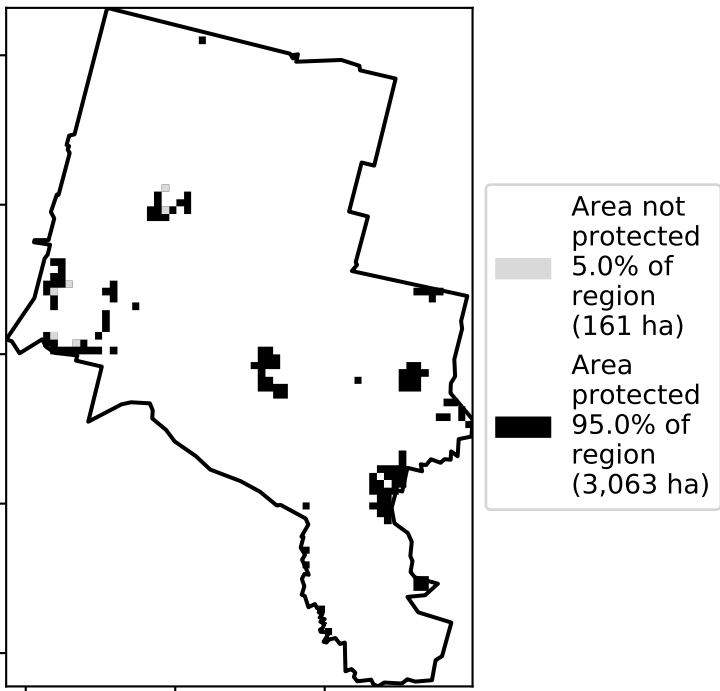 Area not
protected
5.0% of
region
(161 ha)
Area
protected
95.0% of
region
(3,063 ha)